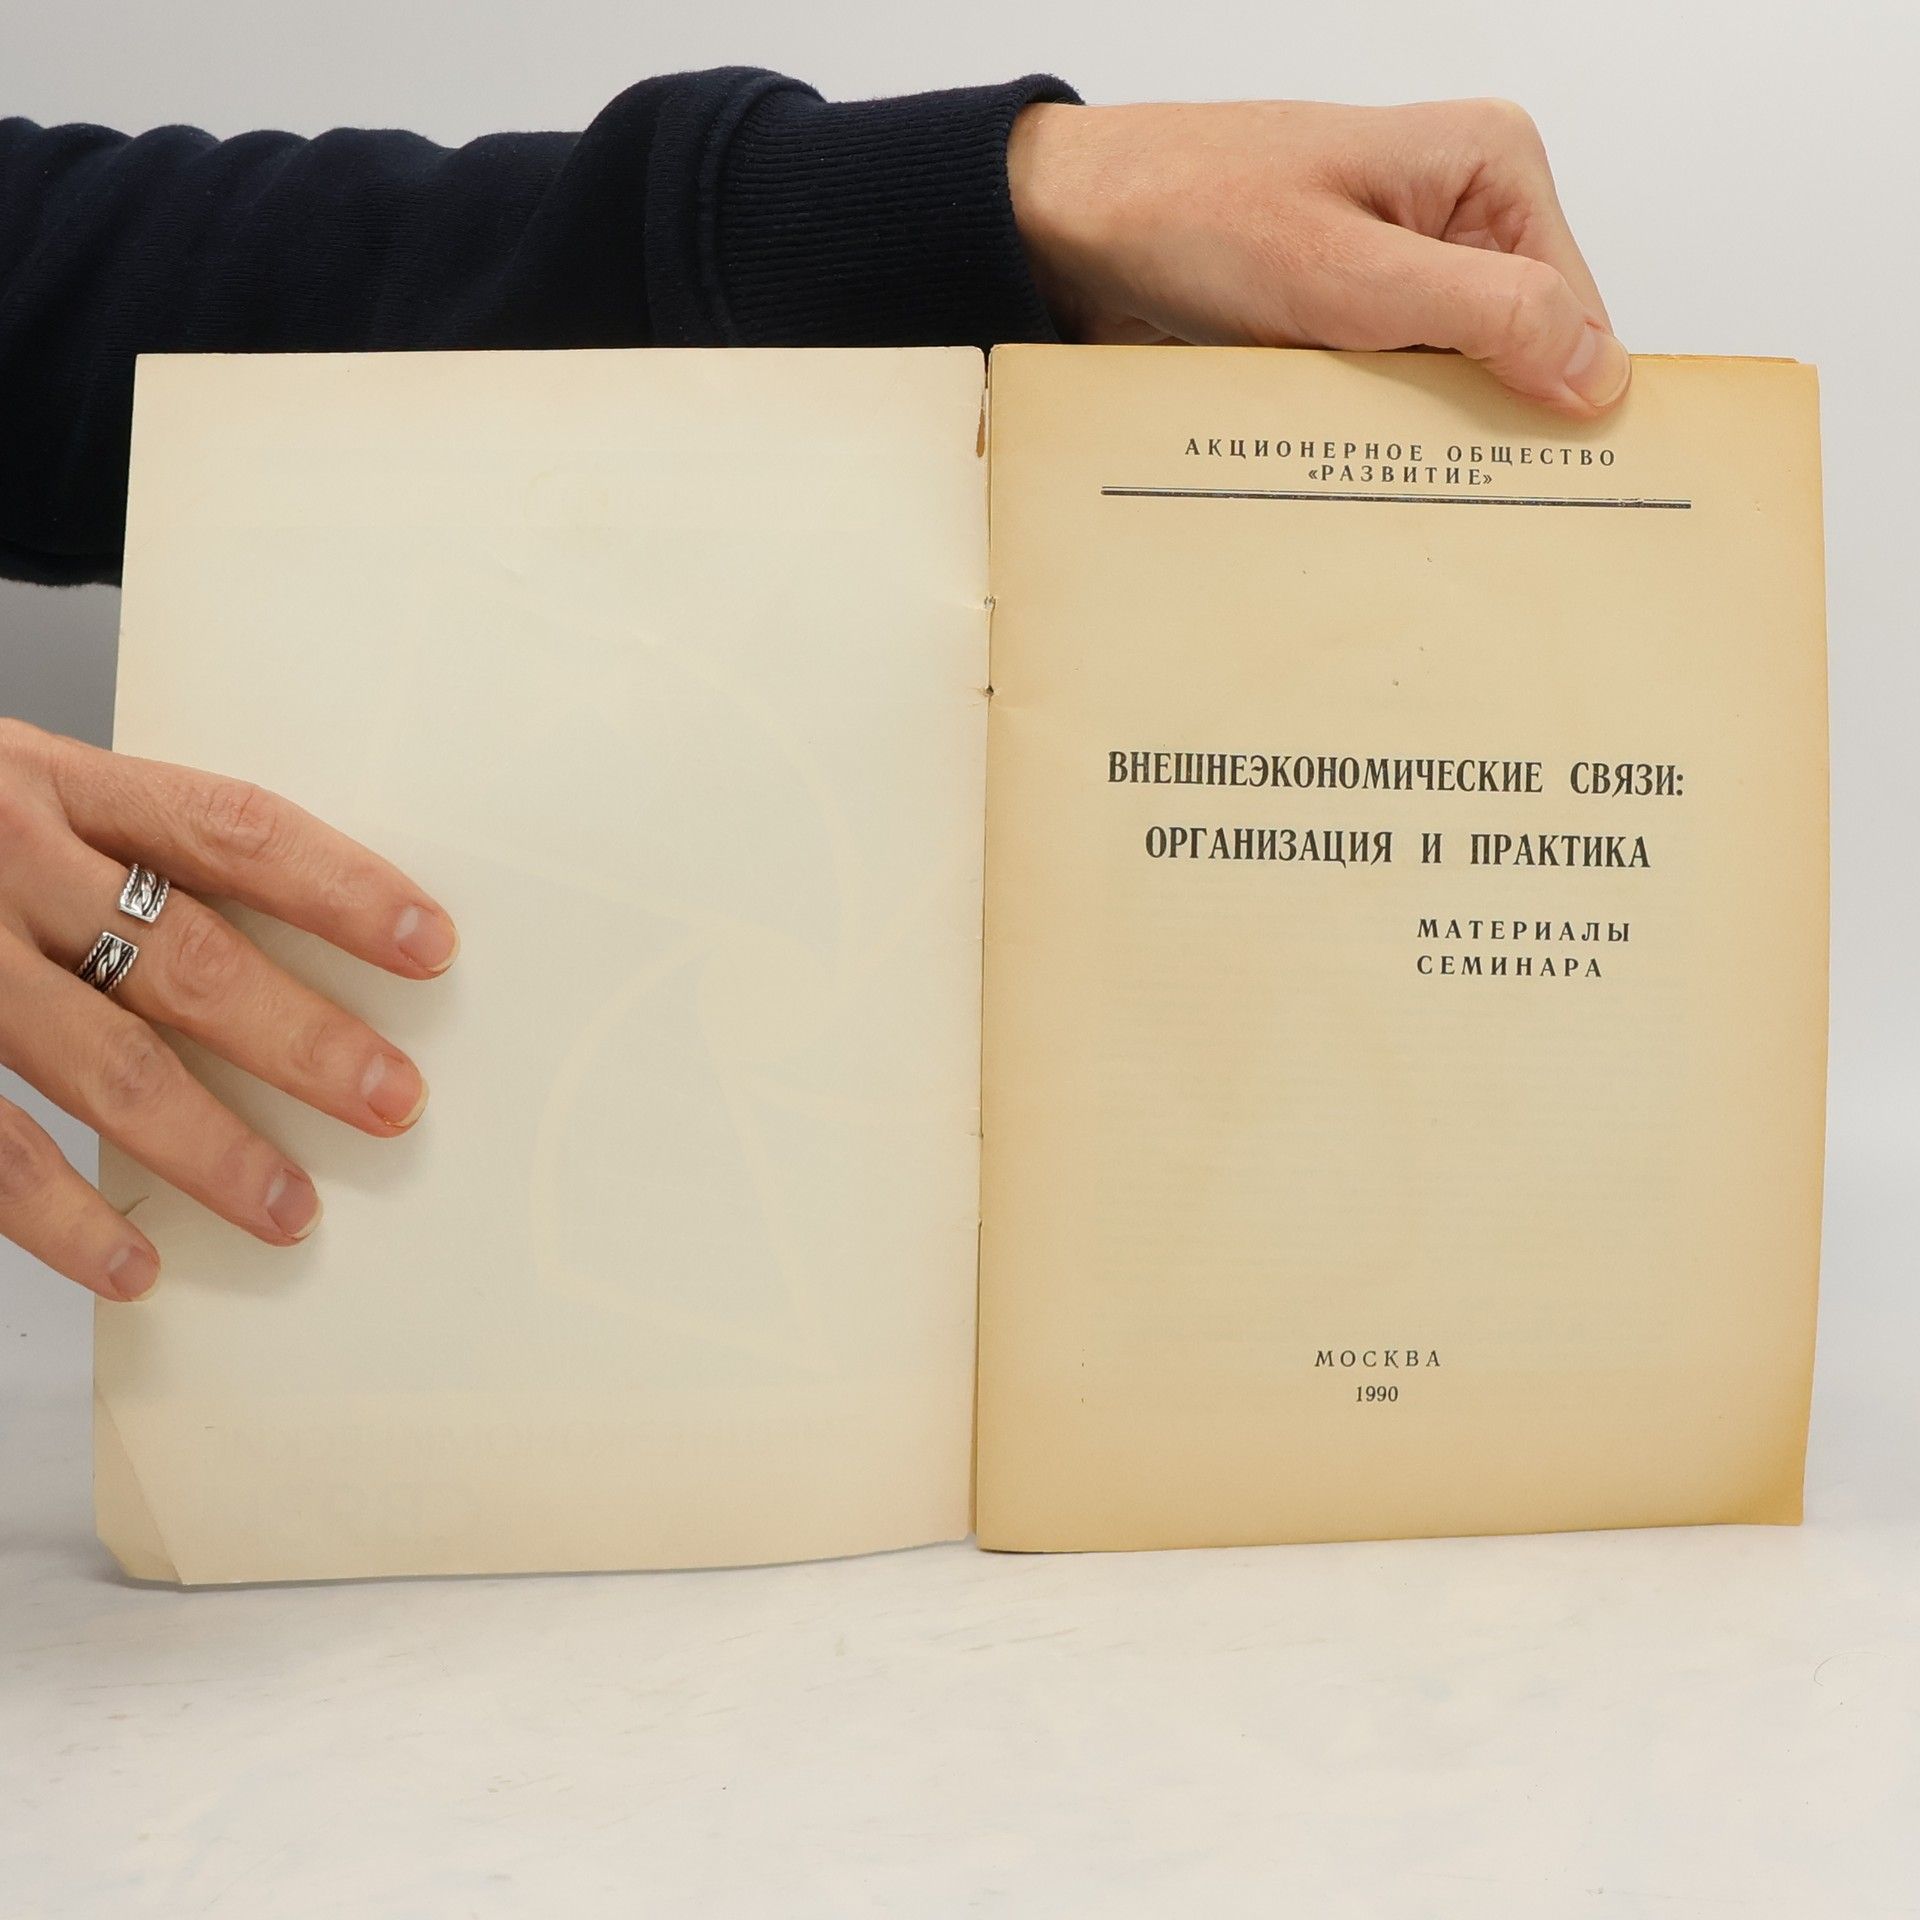 АКЦИОНЕРНОЕ ОБЩЕСТВО
«РАЗВИТИЕ»
ВНЕШНЕЭКОНОМИЧЕСКИЕ СВЯЗИ:
ОРГАНИЗАЦИЯ И ПРАКТИКА
МАТЕРИАЛЫ
СЕМИНАРА
МОСКВА
1990